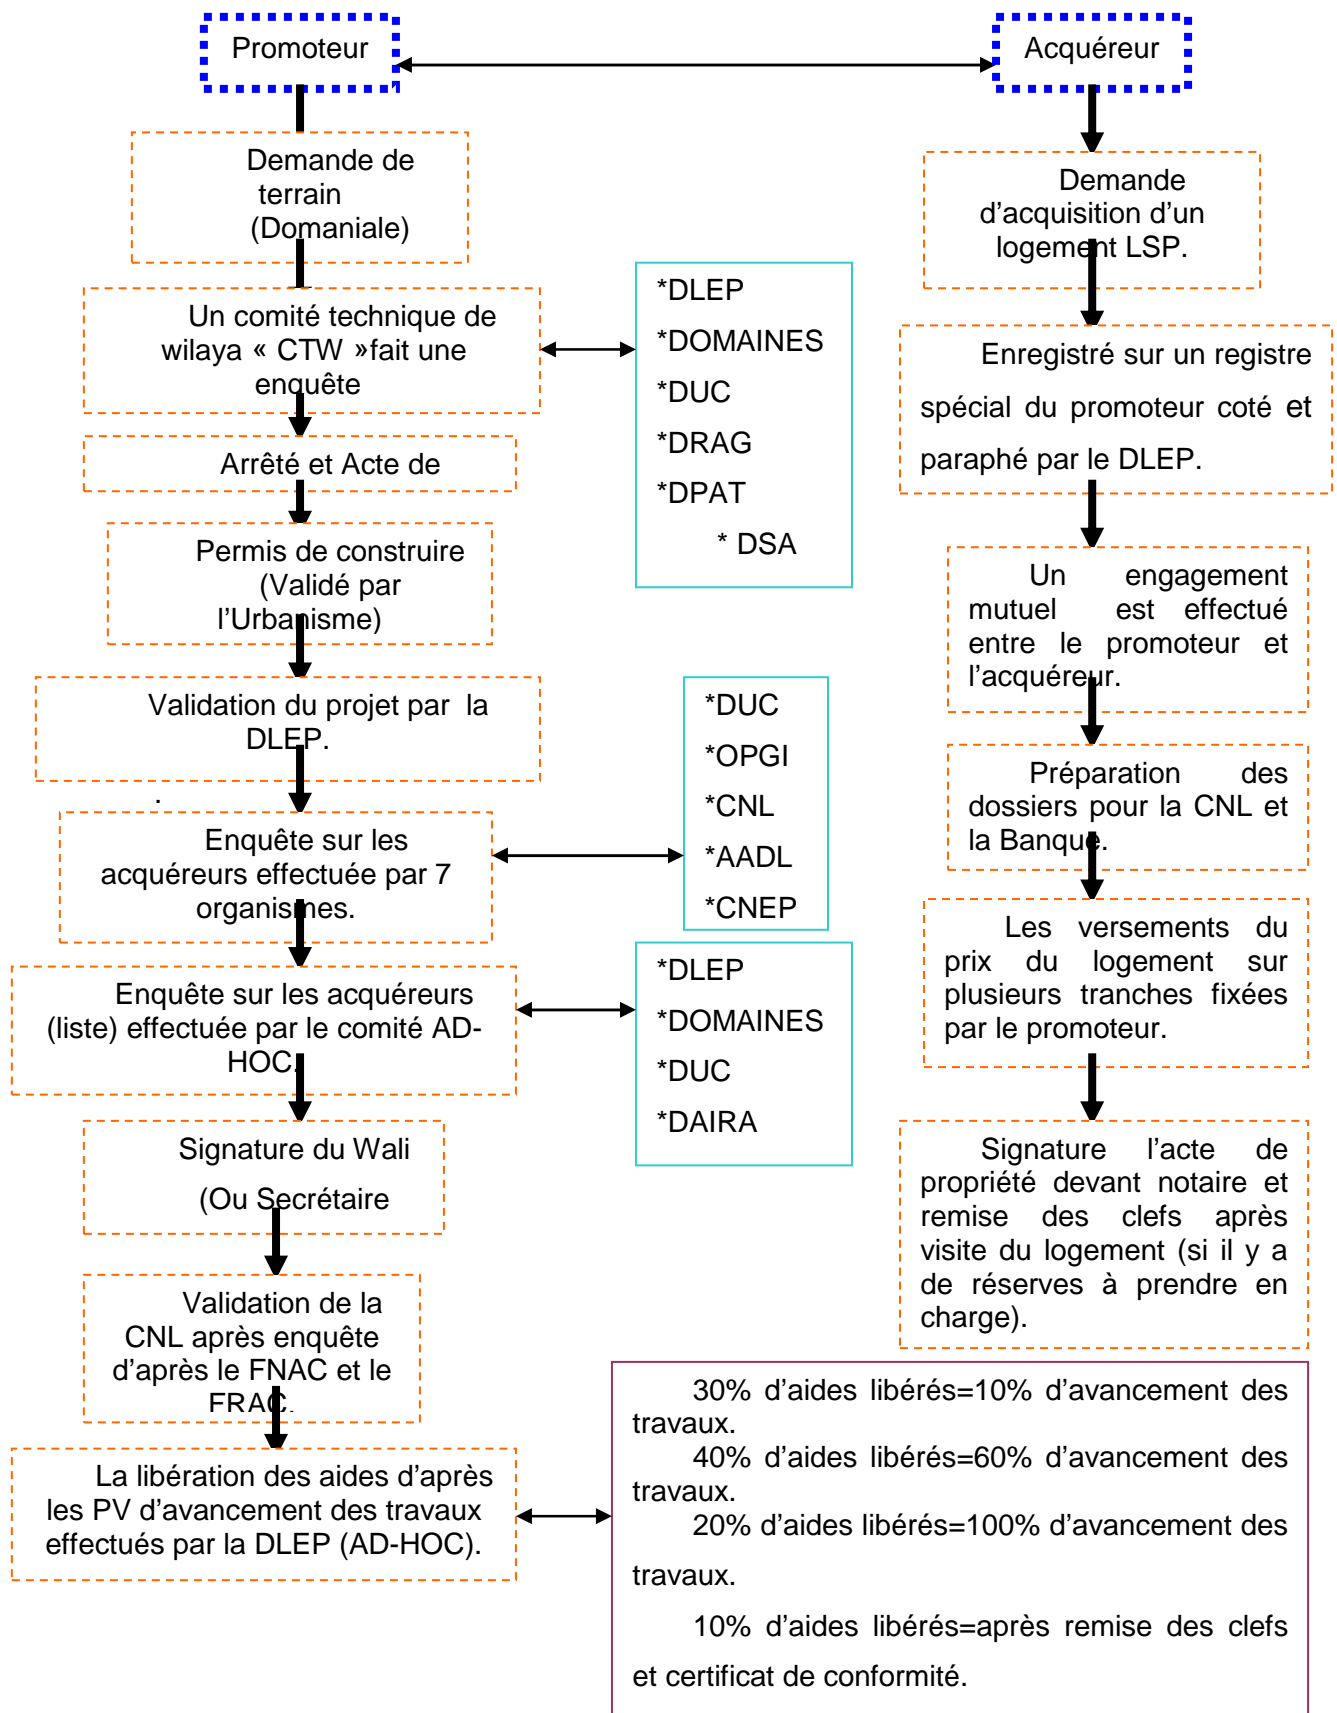 Promoteur
Acquéreur
Demande de
terrain
(Domaniale)
Un comité technique de
wilaya « CTW »fait une
enquête
Arrêté et Acte de
Permis de construire
(Validé par
l’Urbanisme)
Validation du projet par la
DLEP.
.
Enquête sur les
acquéreurs effectuée par 7
organismes.
Enquête sur les acquéreurs
(liste) effectuée par le comité AD-
HOC.
Signature du Wali
(Ou Secrétaire
Validation de la
CNL après enquête
d’après le FNAC et le
FRAC.
La libération des aides d’après
les PV d’avancement des travaux
effectués par la DLEP (AD-HOC).
*DLEP
*DOMAINES
*DUC
*DRAG
*DPAT
* DSA
*DUC
*OPGI
*CNL
*AADL
*CNEP
*DLEP
*DOMAINES
*DUC
*DAIRA
Demande
d’acquisition d’un
logement LSP.
Enregistré sur un registre
spécial du promoteur coté et
paraphé par le DLEP.
Un engagement
mutuel est effectué
entre le promoteur et
l’acquéreur.
Préparation des
dossiers pour la CNL et
la Banque.
Les versements du
prix du logement sur
plusieurs tranches fixées
par le promoteur.
Signature l’acte de
propriété devant notaire et
remise des clefs après
visite du logement (si il y a
de réserves à prendre en
charge).
30% d’aides libérés=10% d’avancement des
travaux.
40% d’aides libérés=60% d’avancement des
travaux.
20% d’aides libérés=100% d’avancement des
travaux.
10% d’aides libérés=après remise des clefs
et certificat de conformité.